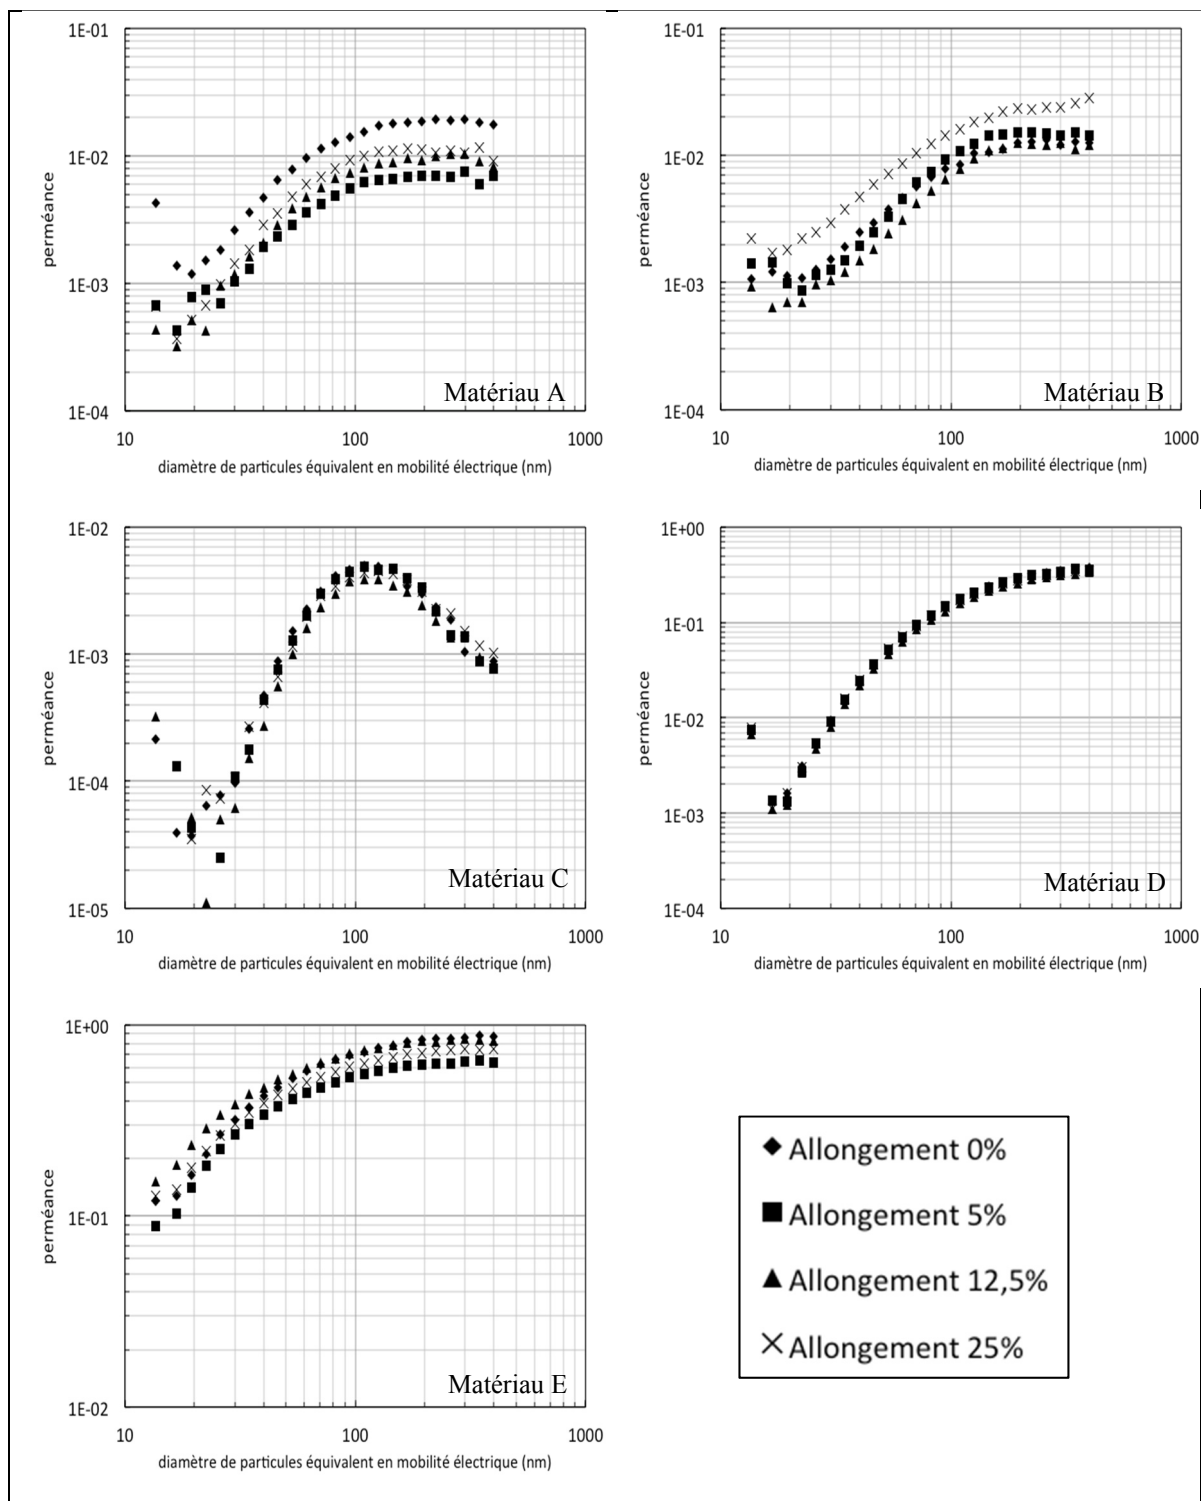 1E-01
1E-02
1E-03
1E-04
perméance
10
100
1000
diamètre de particules équivalent en mobilité électrique (nm)
Matériau A
1E-01
1E-02
1E-03
1E-04
perméance
10
100
1000
diamètre de particules équivalent en mobilité électrique (nm)
Matériau B
1E-02
1E-03
1E-04
1E-05
perméance
10
100
1000
diamètre de particules équivalent en mobilité électrique (nm)
Matériau C
1E+00
1E-01
1E-02
1E-03
1E-04
perméance
10
100
1000
diamètre de particules équivalent en mobilité électrique (nm)
Matériau D
1E+00
1E-01
1E-02
perméance
10
100
1000
diamètre de particules équivalent en mobilité électrique (nm)
Matériau E
Allongement 0%
Allongement 5%
Allongement 12,5%
Allongement 25%